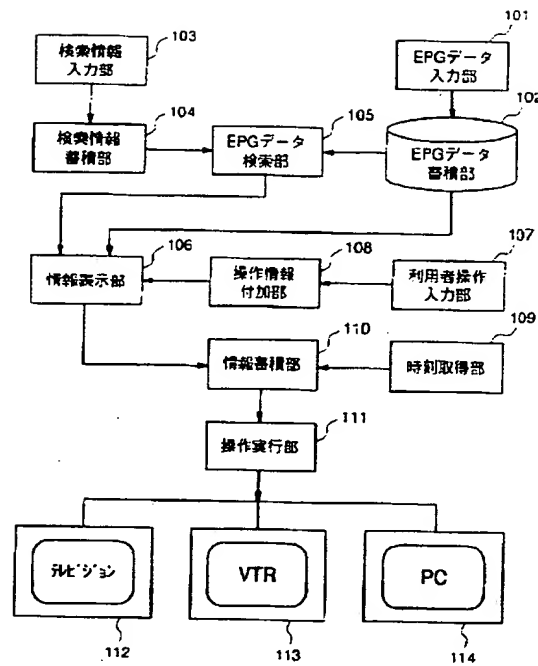 103
検索情報
入力部
101
EPGデータ
入力部
104
検索情報
蓄積部
105
EPGデータ
検索部
102
EPGデータ
蓄積部
106
情報表示部
108
操作情報
付加部
107
利用者操作
入力部
110
情報蓄積部
109
時刻取得部
111
操作実行部
テレビジョン
VTR
PC
112
113
114